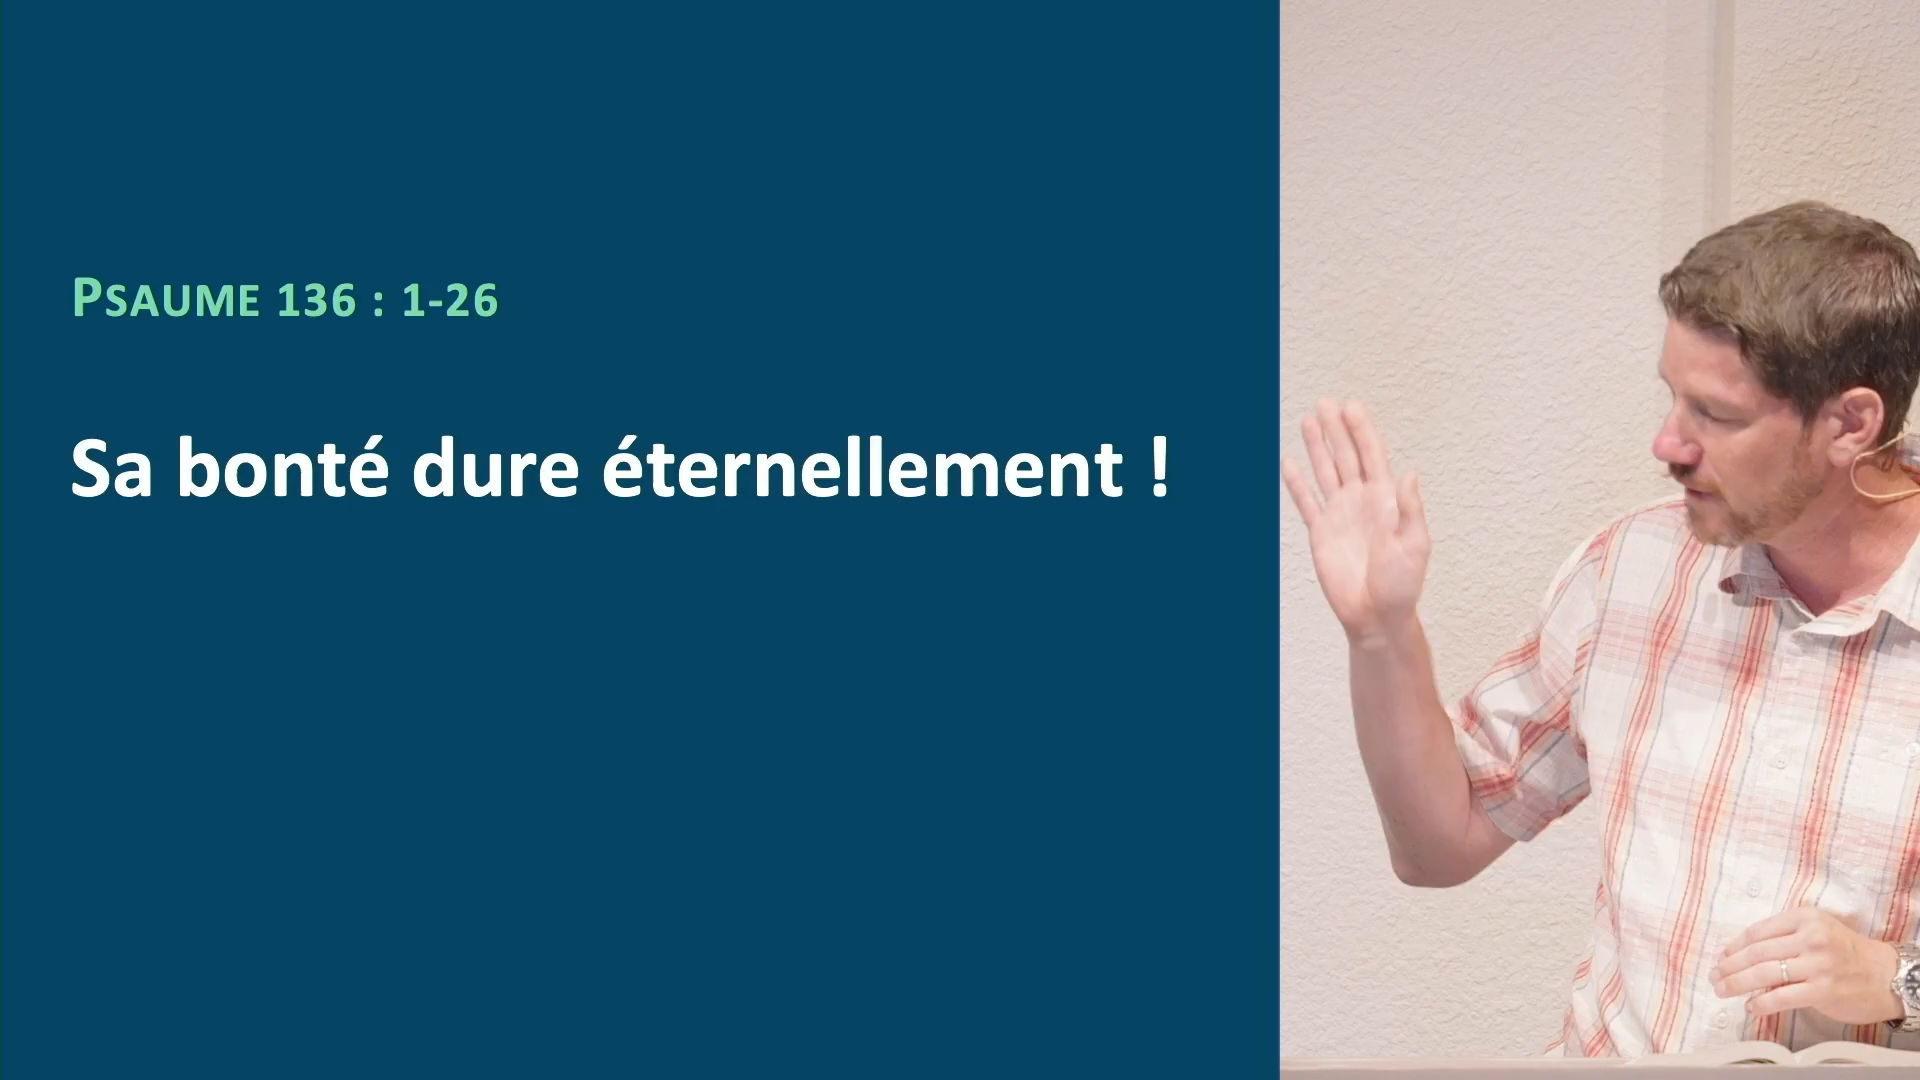 PSAUME 136 : 1-26
Sa bonté dure éternellement !